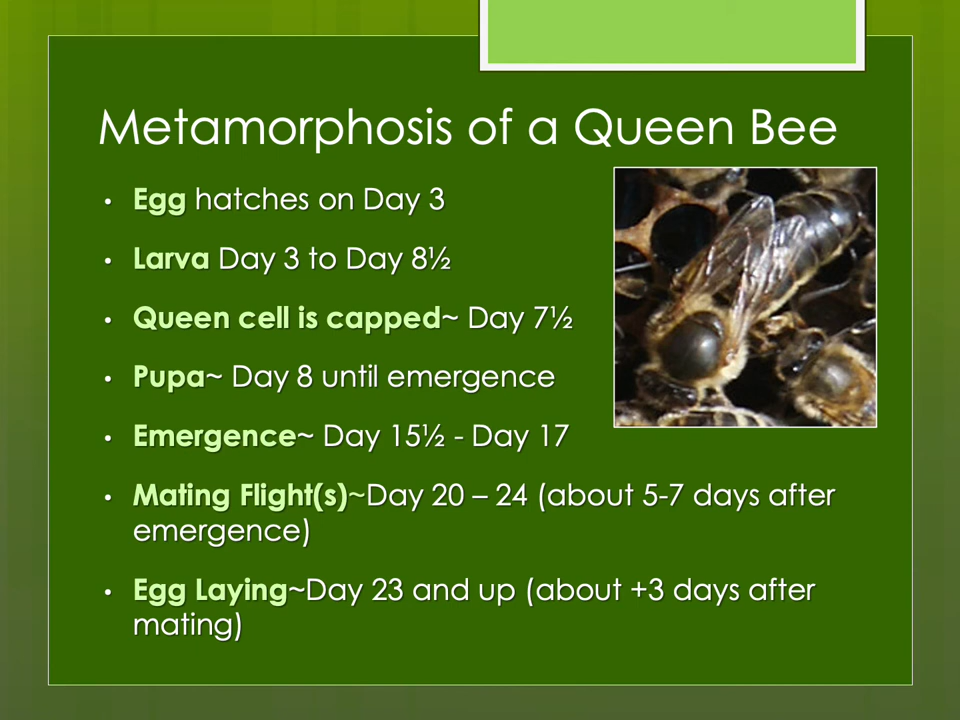 Metamorphosis of a Queen Bee
• Egg hatches on Day 3
• Larva Day 3 to Day 8½
• Queen cell is capped~ Day 7½
• Pupa~ Day 8 until emergence
• Emergence~ Day 15½ - Day 17
• Mating Flight(s)~Day 20 – 24 (about 5-7 days after
emergence)
• Egg Laying~Day 23 and up (about +3 days after
mating)